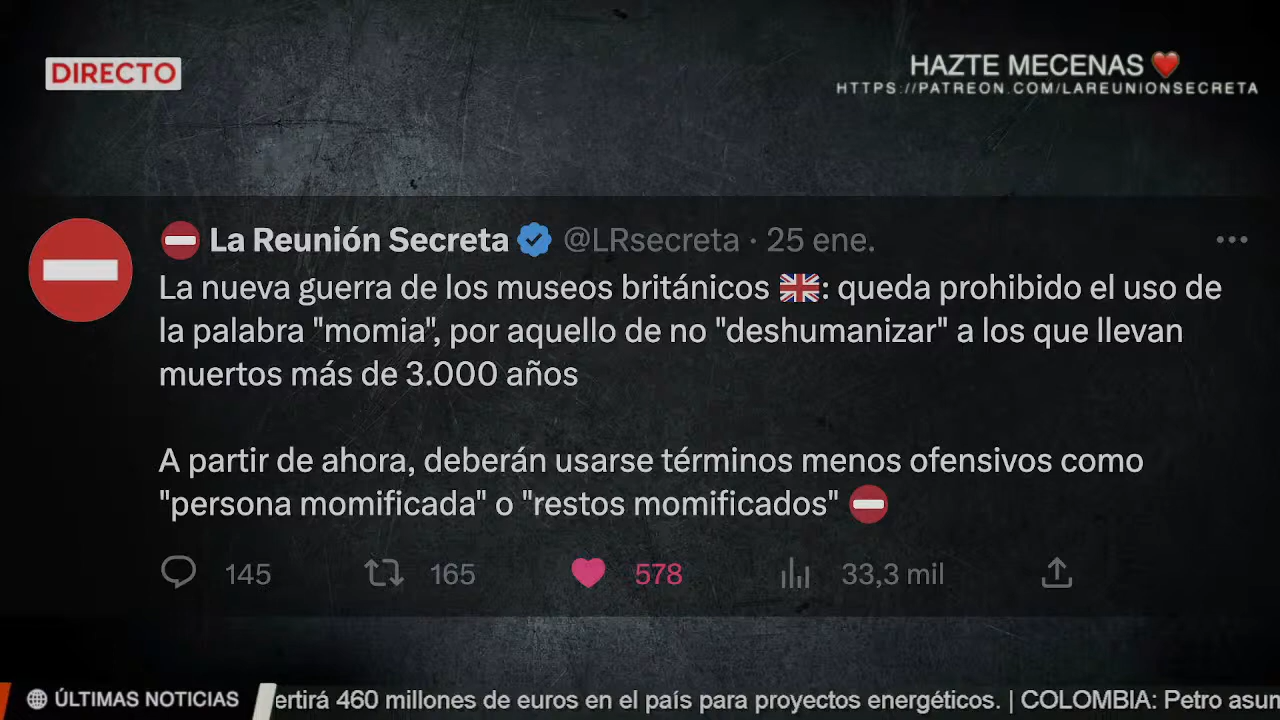 DIRECTO
HAZTE MECENAS ❤️
HTTPS://PATREON.COM/LAREUNIONSECRETA
⛔ La Reunión Secreta @LRsecreta · 25 ene.
La nueva guerra de los museos británicos 🇬🇧: queda prohibido el uso de
la palabra "momia", por aquello de no "deshumanizar" a los que llevan
muertos más de 3.000 años
A partir de ahora, deberán usarse términos menos ofensivos como
"persona momificada" o "restos momificados" ⛔
145 165 578 33,3 mil
ÚLTIMAS NOTICIAS
ertirá 460 millones de euros en el país para proyectos energéticos. | COLOMBIA: Petro asun